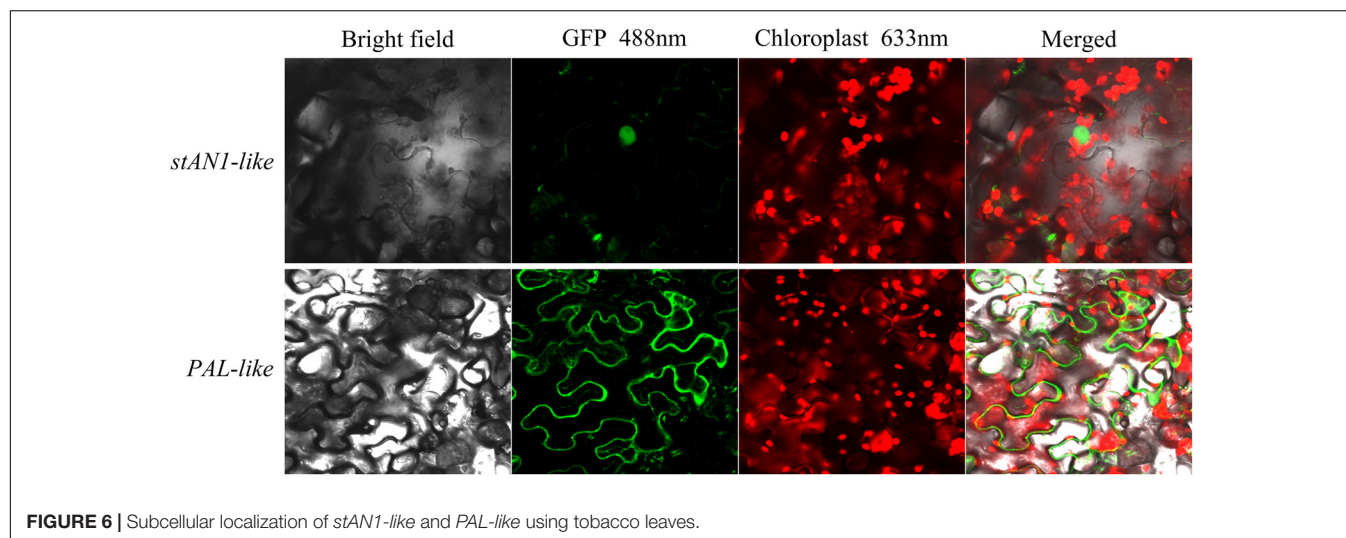 Bright field GFP 488nm Chloroplast 633nm Merged
stAN1-like
PAL-like
FIGURE 6 | Subcellular localization of stAN1-like and PAL-like using tobacco leaves.